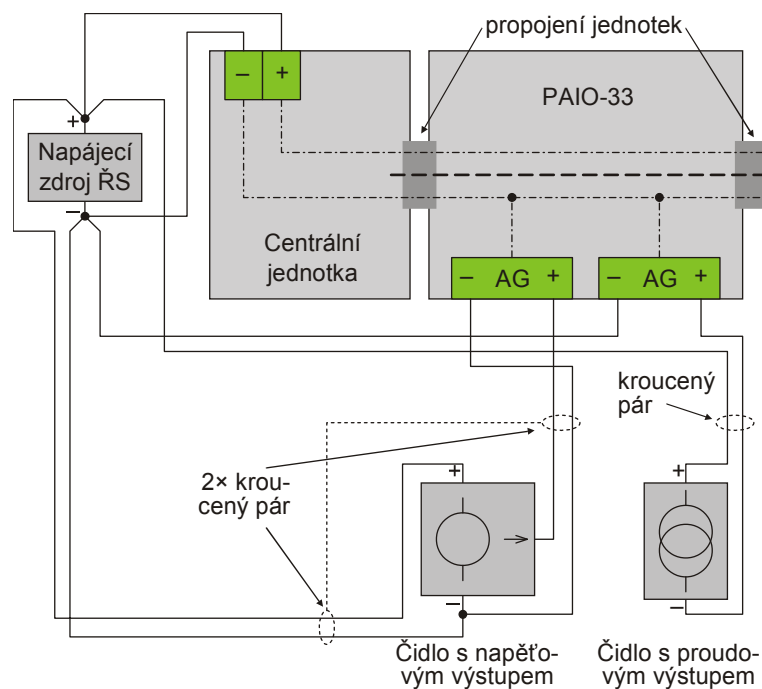 propojení jednotek
– +
PAIO-33
+
Napájecí
zdroj ŘS
–
Centrální
jednotka
– AG +
– AG +
kroucený
pár
2× krou-
cený pár
+
–
+
–
Čidlo s napěťo-
vým výstupem
Čidlo s proudo-
vým výstupem